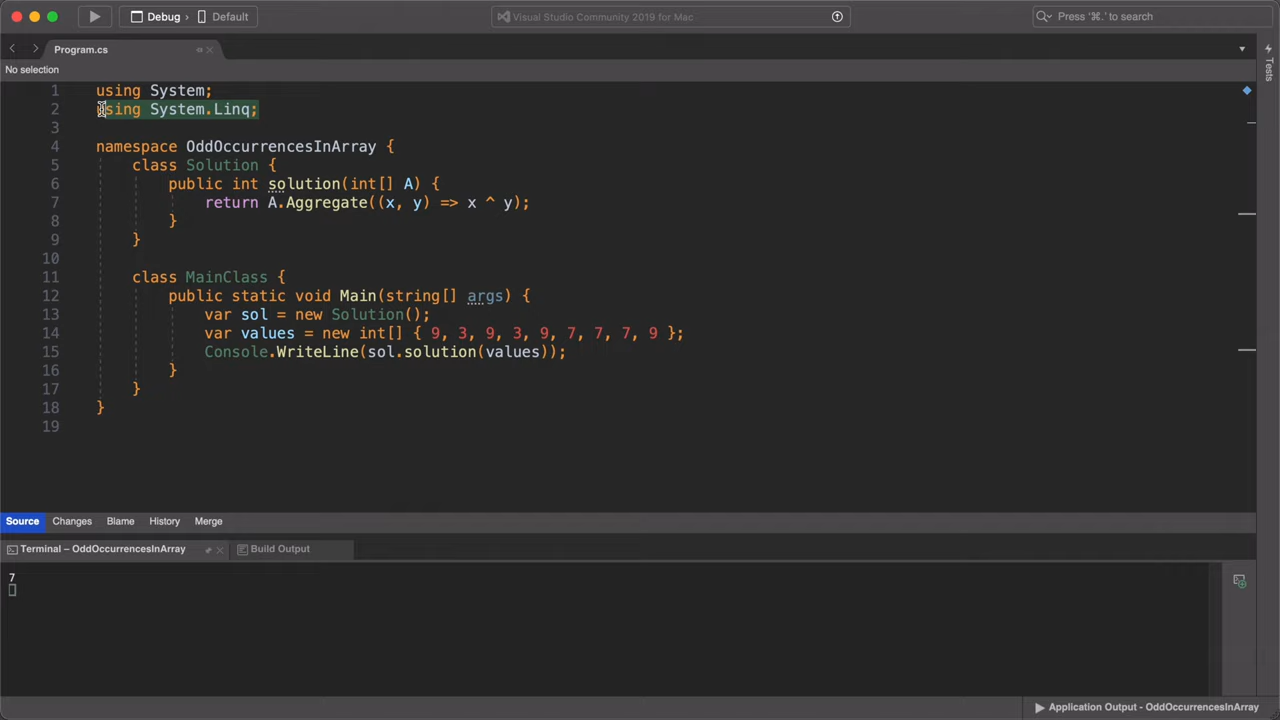 Debug › Default
Visual Studio Community 2019 for Mac
Press '⌘.' to search
Program.cs
No selection
Tests
1 using System;
2 using System.Linq;
3
4 namespace OddOccurrencesInArray {
5 class Solution {
6 public int solution(int[] A) {
7 return A.Aggregate((x, y) => x ^ y);
8 }
9 }
10
11 class MainClass {
12 public static void Main(string[] args) {
13 var sol = new Solution();
14 var values = new int[] { 9, 3, 9, 3, 9, 7, 7, 7, 9 };
15 Console.WriteLine(sol.solution(values));
16 }
17 }
18 }
19
Source Changes Blame History Merge
Terminal – OddOccurrencesInArray Build Output
7
Application Output - OddOccurrencesInArray